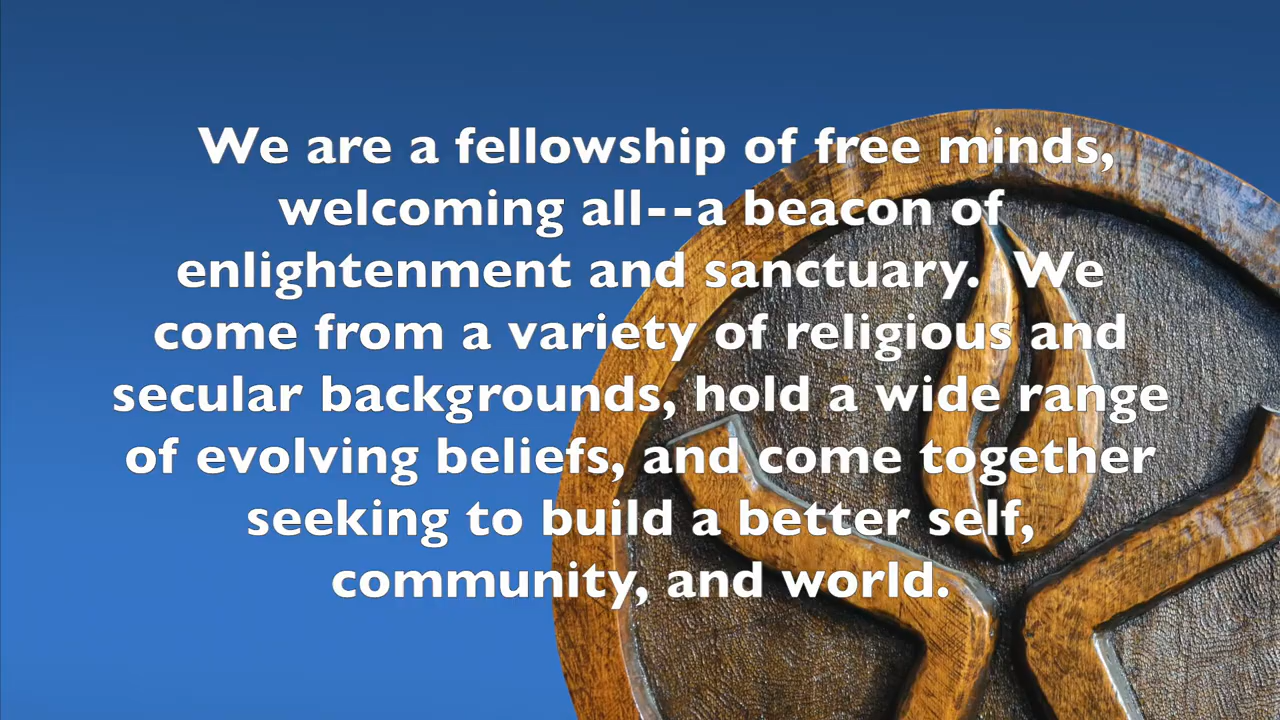 We are a fellowship of free minds,
welcoming all--a beacon of
enlightenment and sanctuary.  We
come from a variety of religious and
secular backgrounds, hold a wide range
of evolving beliefs, and come together
seeking to build a better self,
community, and world.